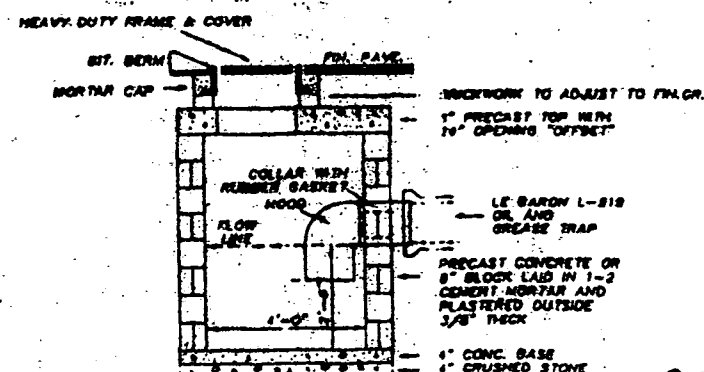 HEAVY DUTY FRAME & COVER
BIT. BERM
FIN. PAVE.
MORTAR CAP
BRICKWORK TO ADJUST TO FIN.GR.
PRECAST TOP WITH
OPENING "OFFSET"
COLLAR WITH
RUBBER GASKET
HOOD
FLOW
LINE
LE BARON
OIL AND
GREASE TRAP
PRECAST CONCRETE OR
8" BLOCK LAID IN 1-2
CEMENT MORTAR AND
PLASTERED OUTSIDE
3/8" THICK
4'-0"
4" CONC. BASE
4" CRUSHED STONE